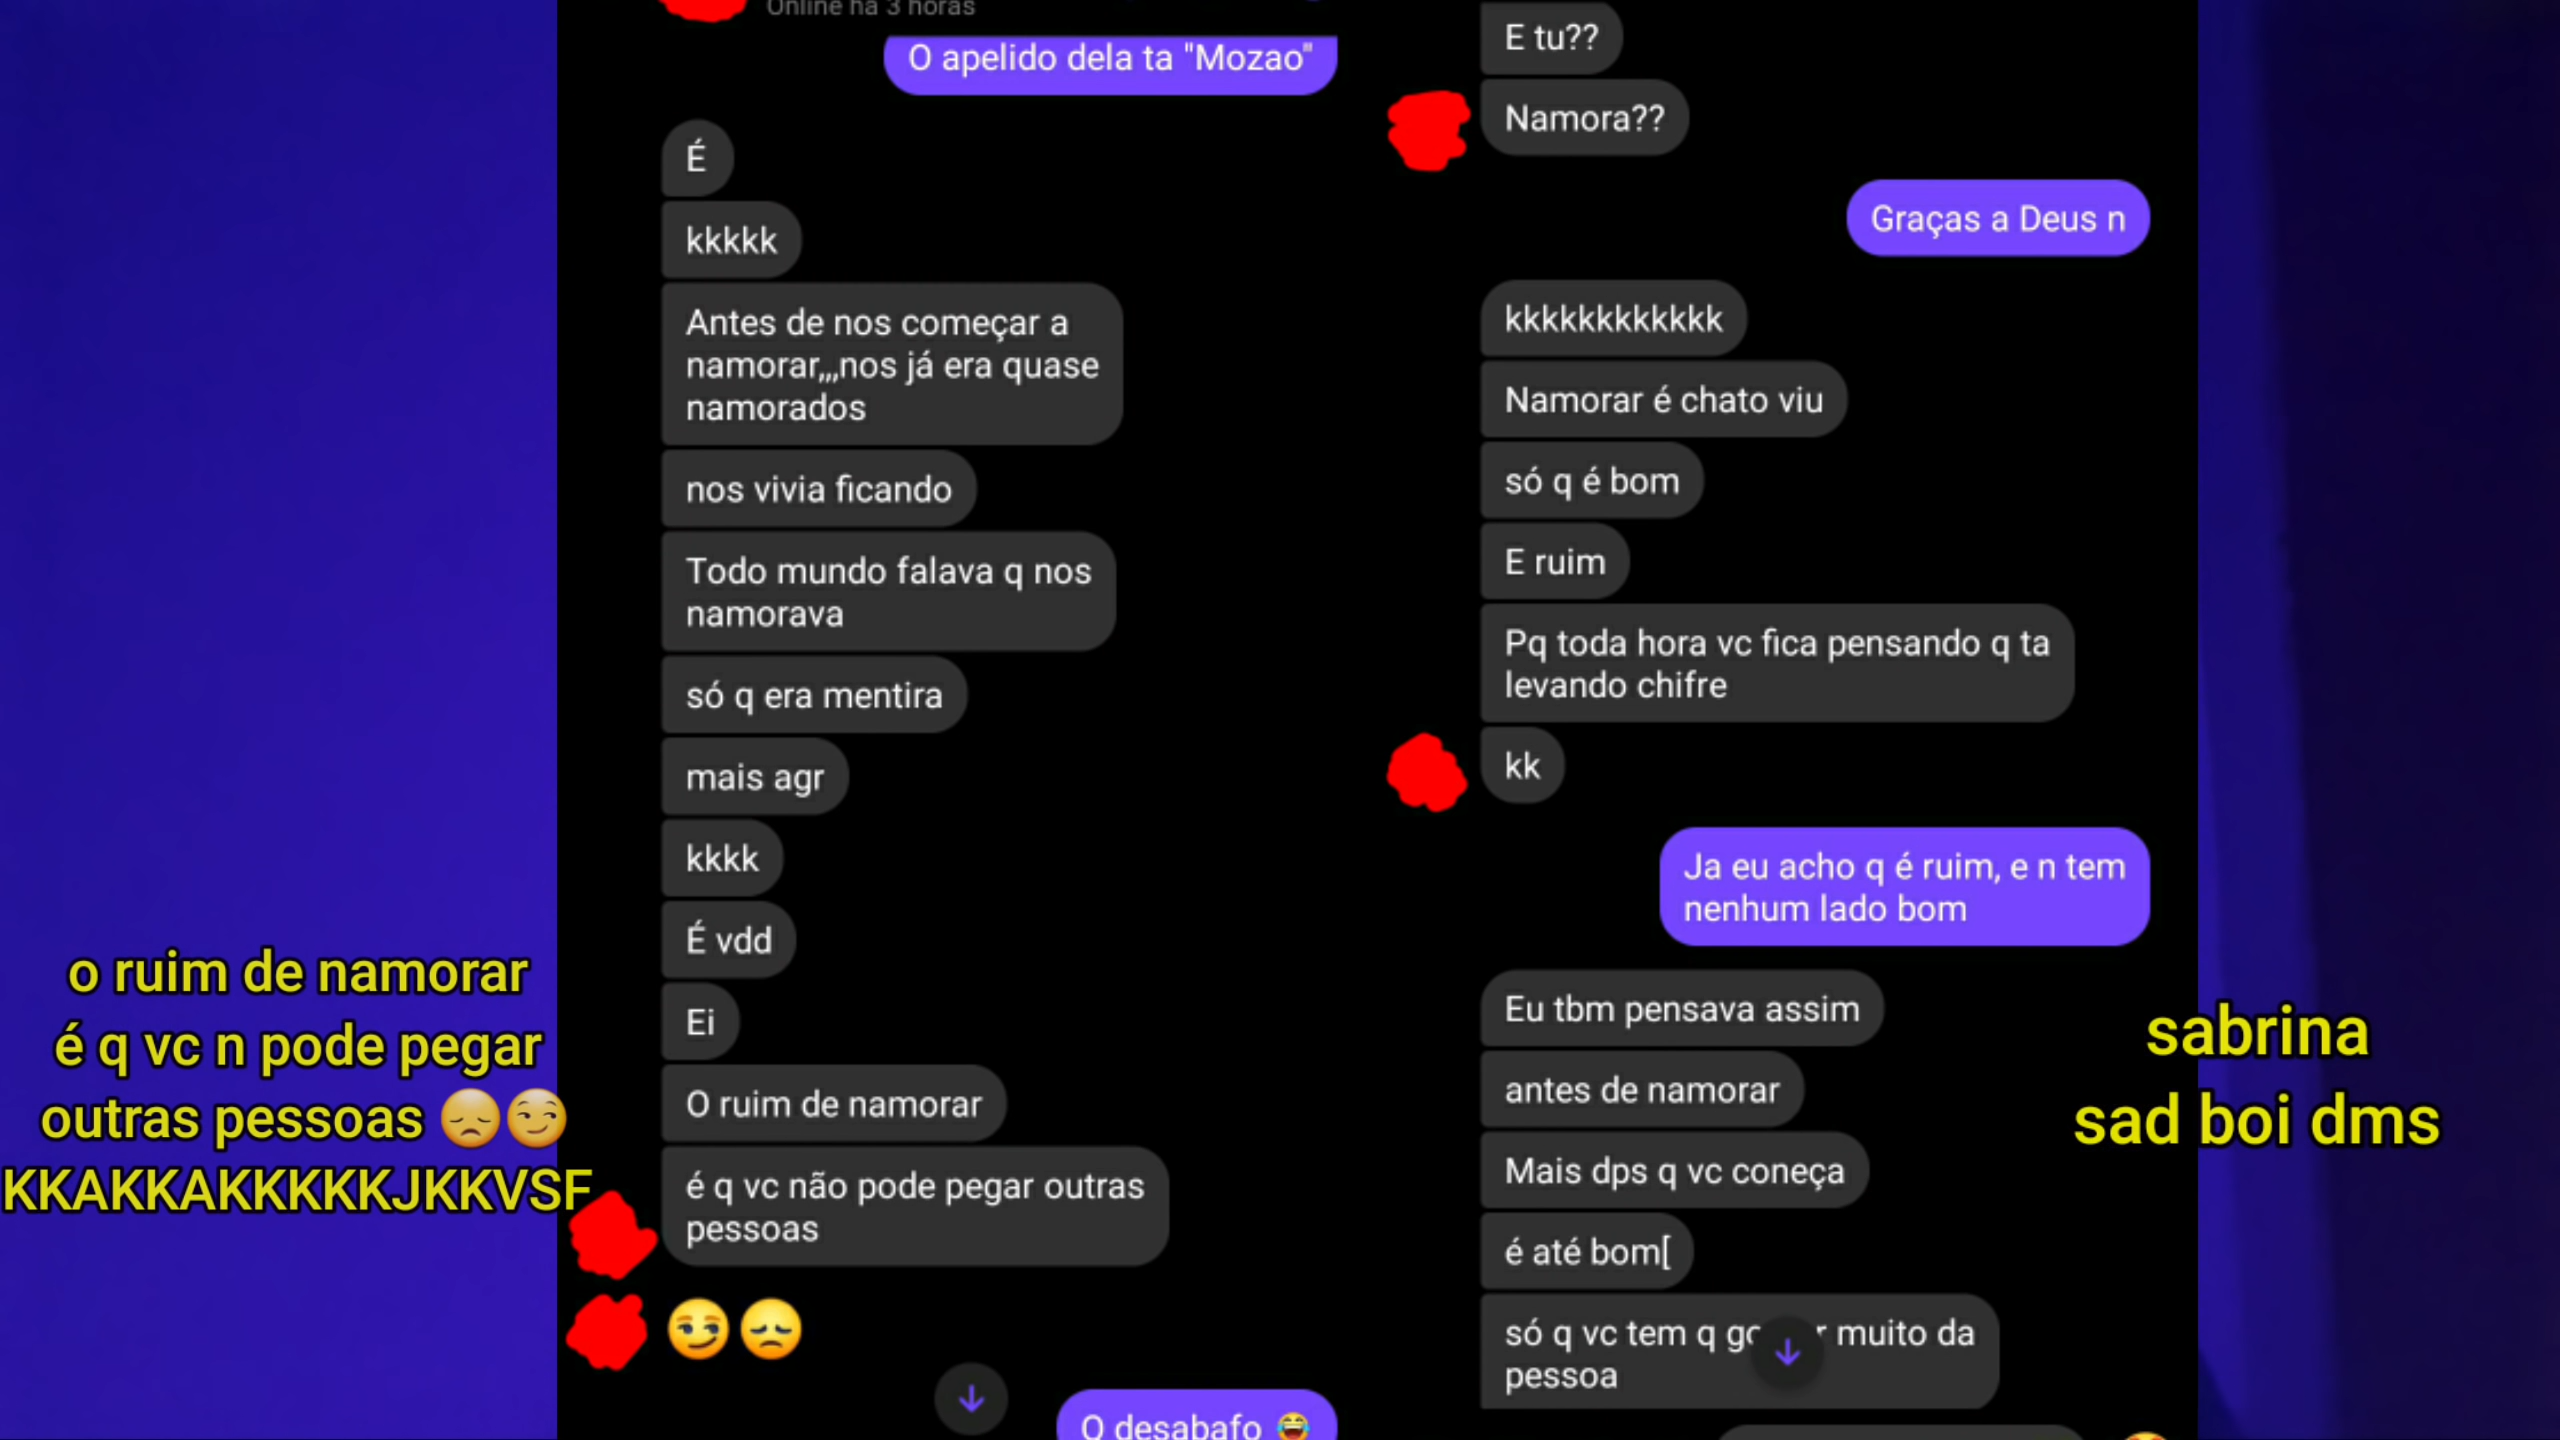 Online há 3 horas
O apelido dela ta "Mozao"
É
kkkkk
Antes de nos começar a
namorar,,,nos já era quase
namorados
nos vivia ficando
Todo mundo falava q nos
namorava
só q era mentira
mais agr
kkkk
É vdd
Ei
O ruim de namorar
é q vc não pode pegar outras
pessoas
😏😞
O desabafo 😂
E tu??
Namora??
Graças a Deus n
kkkkkkkkkkkk
Namorar é chato viu
só q é bom
E ruim
Pq toda hora vc fica pensando q ta
levando chifre
kk
Ja eu acho q é ruim, e n tem
nenhum lado bom
Eu tbm pensava assim
antes de namorar
Mais dps q vc coneça
é até bom[
só q vc tem q muito da
pessoa
o ruim de namorar
é q vc n pode pegar
outras pessoas 😞😏
KKAKKAKKKKKJKKVSF
sabrina
sad boi dms